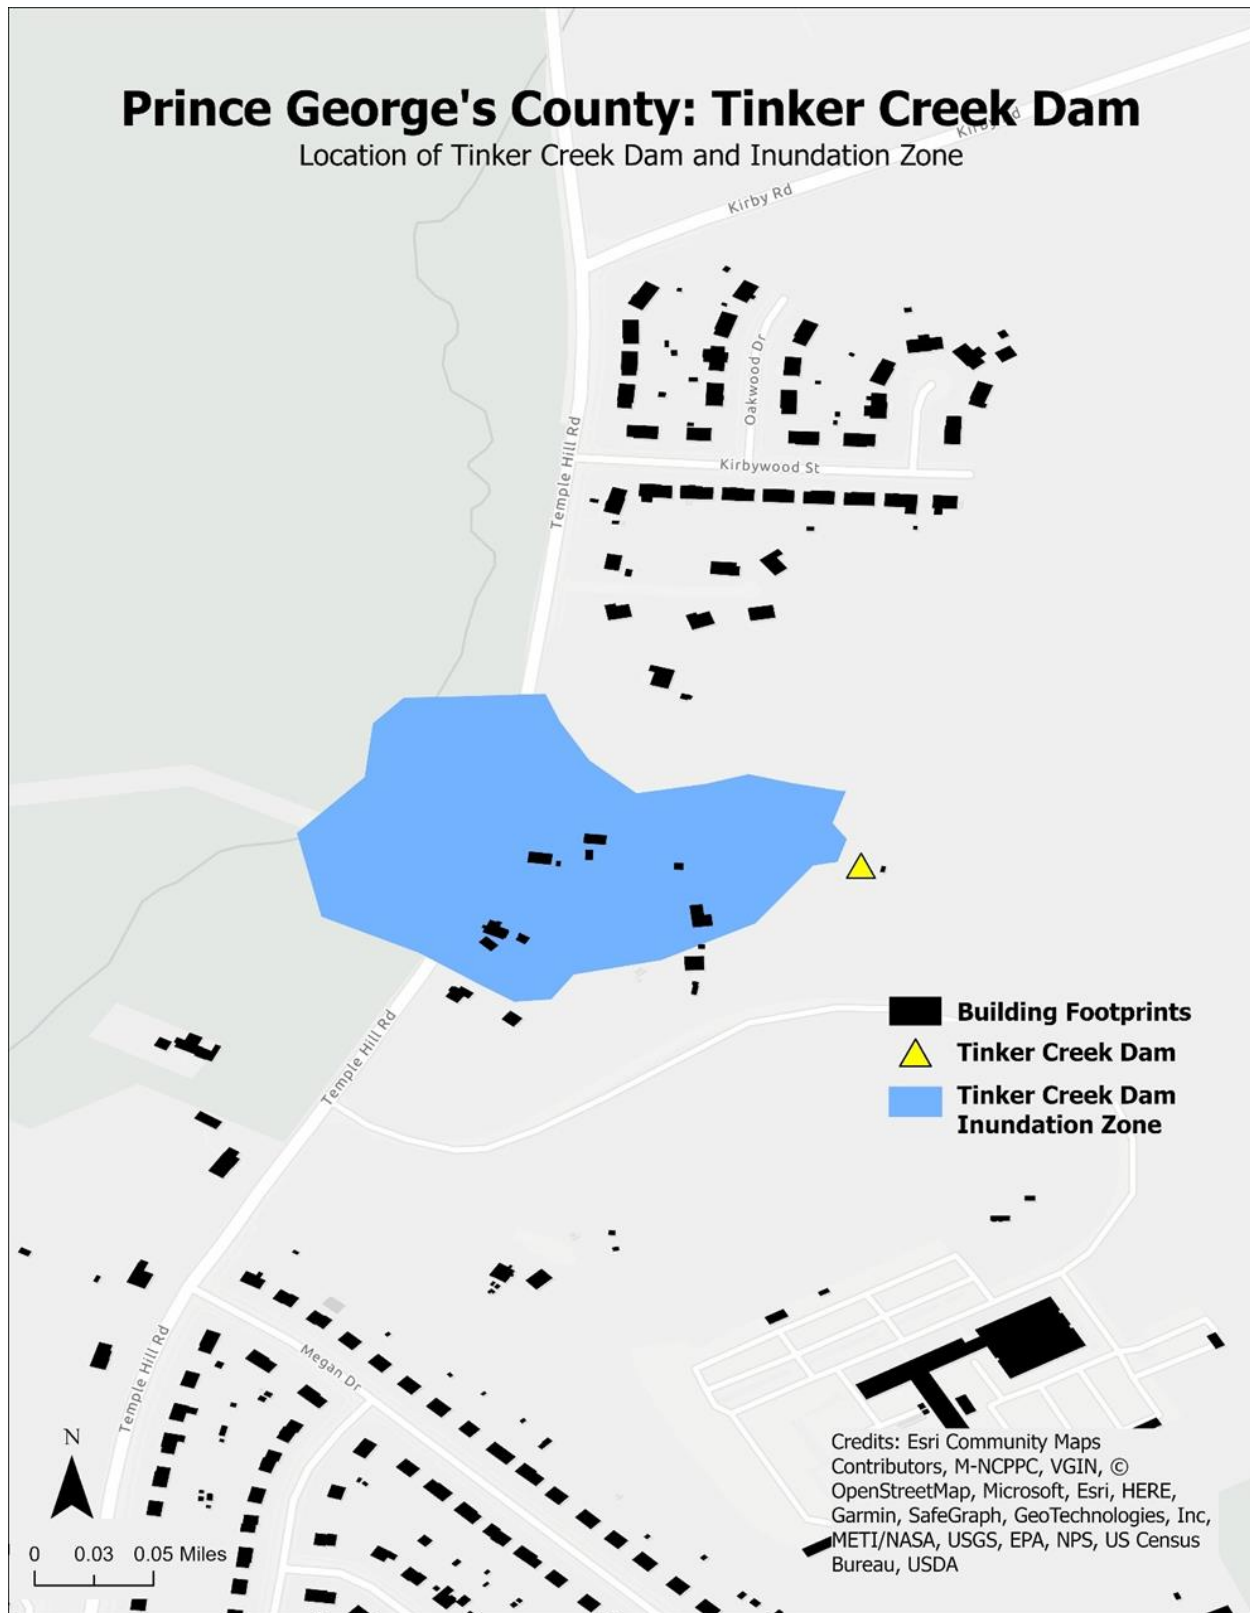 Prince George's County: Tinker Creek Dam
Location of Tinker Creek Dam and Inundation Zone
Kirby Rd
Kirby Rd
Oakwood Dr
Temple Hill Rd
Kirbywood St
Building Footprints
Tinker Creek Dam
Tinker Creek Dam
Inundation Zone
Temple Hill Rd
Temple Hill Rd
Megan Dr
N
0 0.03 0.05 Miles
Credits: Esri Community Maps
Contributors, M-NCPPC, VGIN, ©
OpenStreetMap, Microsoft, Esri, HERE,
Garmin, SafeGraph, GeoTechnologies, Inc,
METI/NASA, USGS, EPA, NPS, US Census
Bureau, USDA